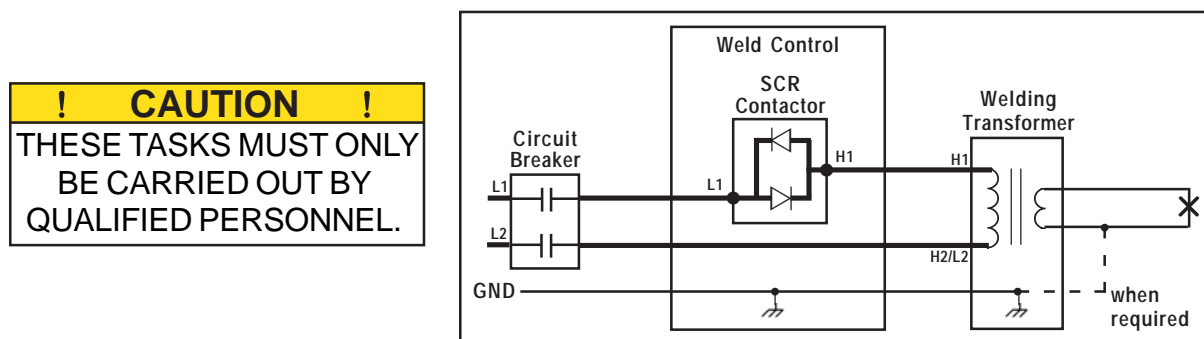 ! CAUTION !
THESE TASKS MUST ONLY
BE CARRIED OUT BY
QUALIFIED PERSONNEL.
Weld Control
SCR
Contactor
Welding
Transformer
Circuit
Breaker
L1
L1
H1
H1
L2
H2/L2
GND
when
required